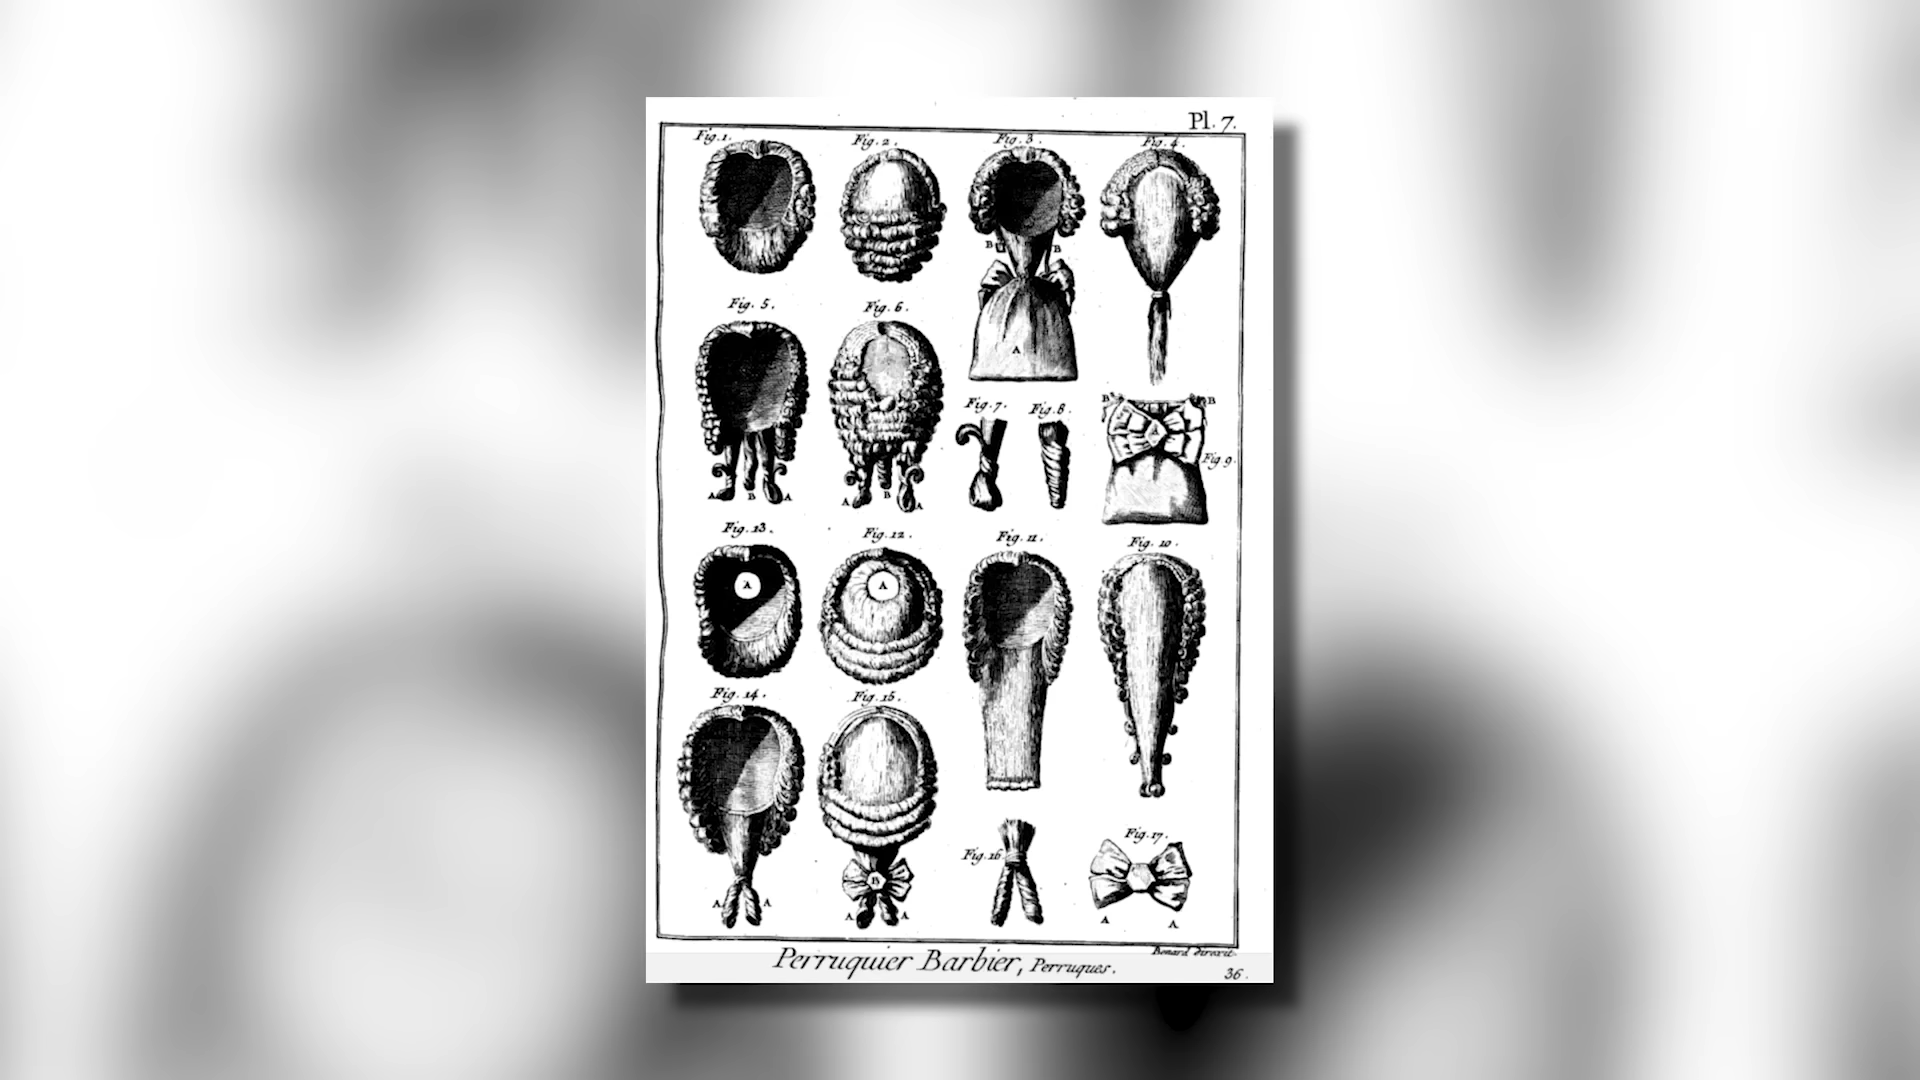 Pl. 7.
Fig. 1.
Fig. 2.
Fig. 3.
Fig. 4.
B
B
A
Fig. 5.
Fig. 6.
A
B
A
A
B
A
Fig. 7.
Fig. 8.
B
B
A
Fig. 9.
Fig. 13.
Fig. 12.
Fig. 11.
Fig. 10.
A
A
Fig. 14.
Fig. 15.
A
A
B
A
A
Fig. 16
Fig. 17.
A
A
Benard direxit.
Perruquier Barbier, Perruques.
36.